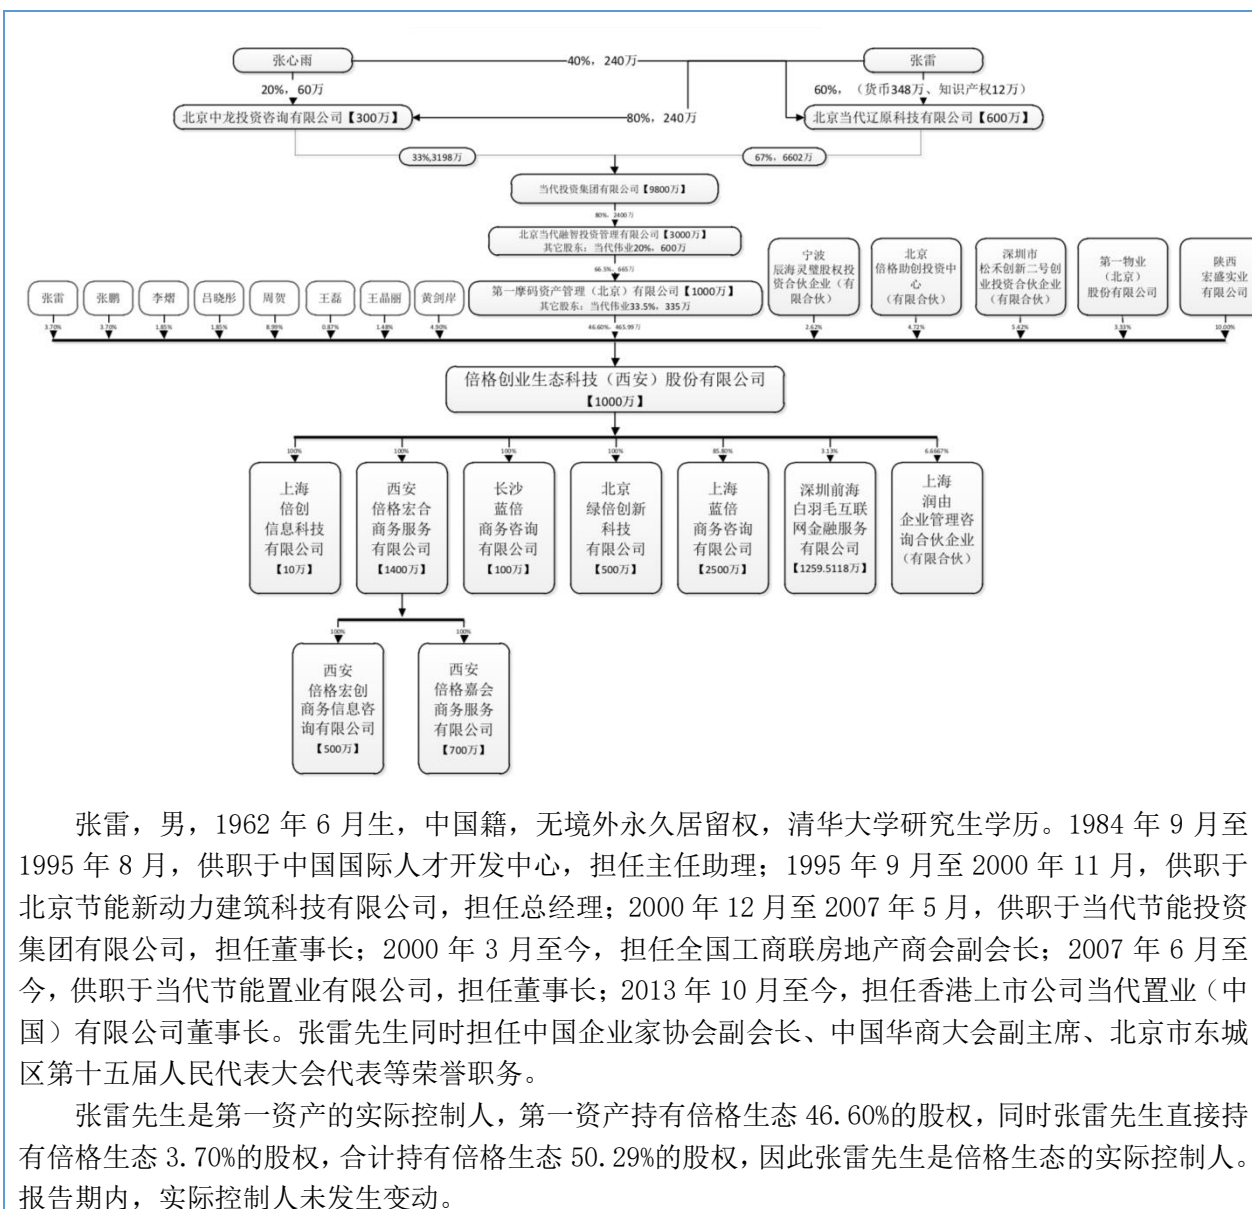 张心雨
40%，240万
张雷
20%，60万
60%，（货币348万、知识产权12万）
北京中龙投资咨询有限公司【300万】
80%，240万
北京当代辽原科技有限公司【600万】
33%,3198万
67%，6602万
当代投资集团有限公司【9800万】
80%，2400万
北京当代融智投资管理有限公司【3000万】
其它股东：当代伟业20%，600万
66.5%，665万
第一摩码资产管理（北京）有限公司【1000万】
其它股东：当代伟业33.5%，335万
张雷
张鹏
李熠
吕晓彤
周贺
王磊
王晶丽
黄剑岸
宁波
辰海灵璧股权投
资合伙企业（有
限合伙）
北京
倍格助创投资中
心
（有限合伙）
深圳市
松禾创新二号创
业投资合伙企业
（有限合伙）
第一物业
（北京）
股份有限公司
陕西
宏盛实业
有限公司
3.70%
3.70%
1.85%
1.85%
8.99%
0.87%
1.48%
4.90%
46.60%，465.99万
2.62%
4.72%
5.42%
3.33%
10.00%
倍格创业生态科技（西安）股份有限公司
【1000万】
100%
100%
100%
100%
85.80%
3.13%
6.6667%
上海
倍创
信息科技
有限公司
【10万】
西安
倍格宏合
商务服务
有限公司
【1400万】
长沙
蓝倍
商务咨询
有限公司
【100万】
北京
绿倍创新
科技
有限公司
【500万】
上海
蓝倍
商务咨询
有限公司
【2500万】
深圳前海
白羽毛互联
网金融服务
有限公司
【1259.5118万】
上海
润由
企业管理咨
询合伙企业
（有限合伙）
100%
100%
西安
倍格宏创
商务信息咨
询有限公司
【500万】
西安
倍格嘉会
商务服务
有限公司
【700万】
张雷，男，1962 年 6 月生，中国籍，无境外永久居留权，清华大学研究生学历。1984 年 9 月至
1995 年 8 月，供职于中国国际人才开发中心，担任主任助理；1995 年 9 月至 2000 年 11 月，供职于
北京节能新动力建筑科技有限公司，担任总经理；2000 年 12 月至 2007 年 5 月，供职于当代节能投资
集团有限公司，担任董事长；2000 年 3 月至今，担任全国工商联房地产商会副会长；2007 年 6 月至
今，供职于当代节能置业有限公司，担任董事长；2013 年 10 月至今，担任香港上市公司当代置业（中
国）有限公司董事长。张雷先生同时担任中国企业家协会副会长、中国华商大会副主席、北京市东城
区第十五届人民代表大会代表等荣誉职务。
张雷先生是第一资产的实际控制人，第一资产持有倍格生态 46.60%的股权，同时张雷先生直接持
有倍格生态 3.70%的股权，合计持有倍格生态 50.29%的股权，因此张雷先生是倍格生态的实际控制人。
报告期内，实际控制人未发生变动。